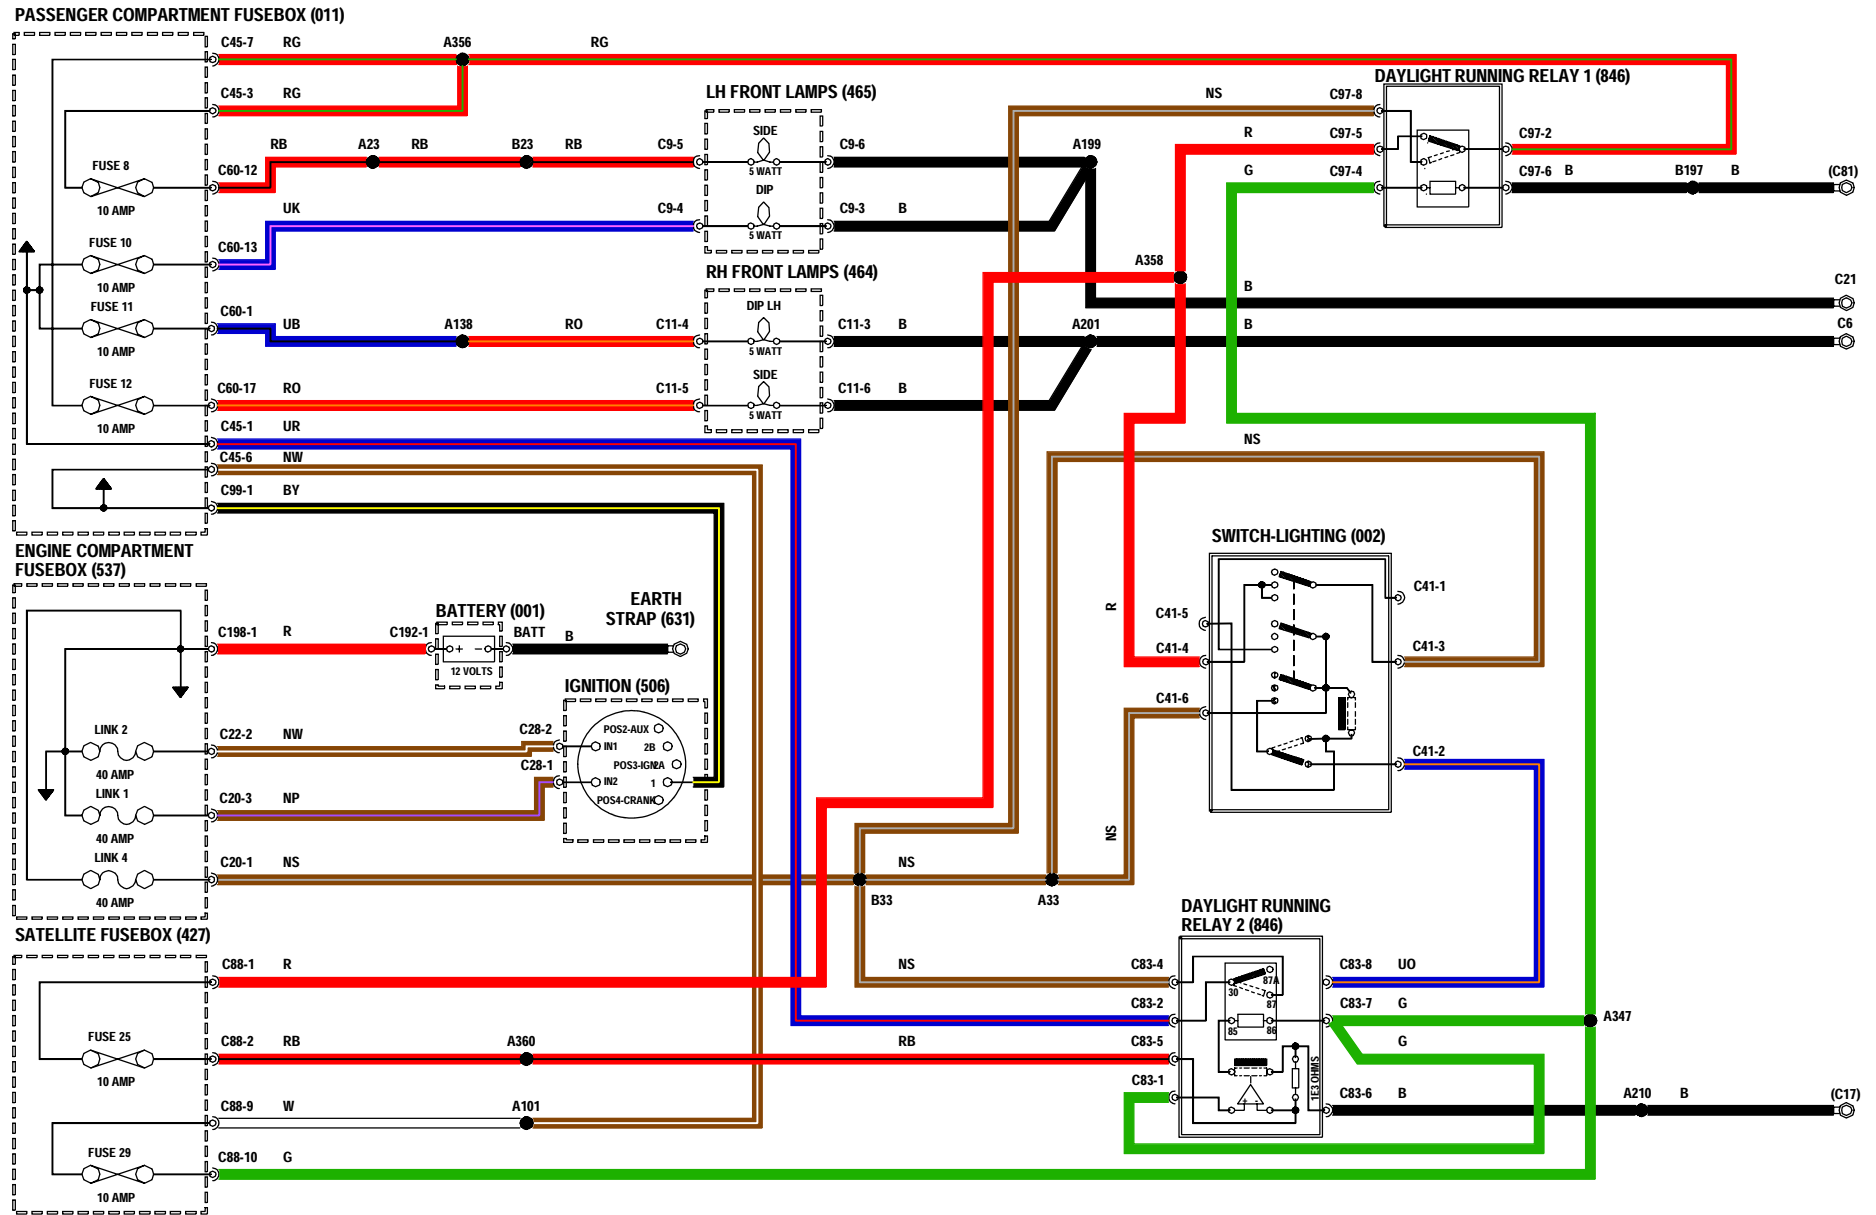 PASSENGER COMPARTMENT FUSEBOX (011)
C45-7 RG A356 RG
C45-3 RG
FUSE 8
10 AMP
C60-12
RB A23 RB B23 RB C9-5
C60-13
UK C9-4
FUSE 10
10 AMP
FUSE 11
10 AMP
C60-1
UB A138 RO C11-4
FUSE 12
10 AMP
C60-17 RO C11-5
C45-1 UR
C45-6 NW
C99-1 BY
LH FRONT LAMPS (465)
SIDE
5 WATT
DIP
5 WATT
C9-6
C9-3 B
A199
RH FRONT LAMPS (464)
DIP LH
5 WATT
SIDE
5 WATT
C11-3 B
C11-6 B
A201
B
C21
B
C6
DAYLIGHT RUNNING RELAY 1 (846)
NS C97-8
R C97-5
G C97-4
C97-2
C97-6 B B197 B (C81)
A358
NS
ENGINE COMPARTMENT
FUSEBOX (537)
C198-1 R C192-1
BATTERY (001)
+ -
12 VOLTS
BATT B
EARTH
STRAP (631)
LINK 2
40 AMP
C22-2 NW C28-2
LINK 1
40 AMP
C20-3 NP C28-1
LINK 4
40 AMP
C20-1 NS
IGNITION (506)
POS2-AUX
IN1
2B
POS3-IGN
2A
IN2
1
POS4-CRANK
NS
B33
A33
SWITCH-LIGHTING (002)
C41-1
C41-5
R
C41-4
C41-3
C41-6
NS
C41-2
SATELLITE FUSEBOX (427)
C88-1 R
FUSE 25
10 AMP
C88-2 RB A360 RB
C88-9 W A101
FUSE 29
10 AMP
C88-10 G
DAYLIGHT RUNNING
RELAY 2 (846)
NS C83-4
C83-2
C83-5
C83-1
87A
30
87
85
86
+ -
1E3 OHMS
C83-8 UO
C83-7 G
A347
G
C83-6 B A210 B (C17)